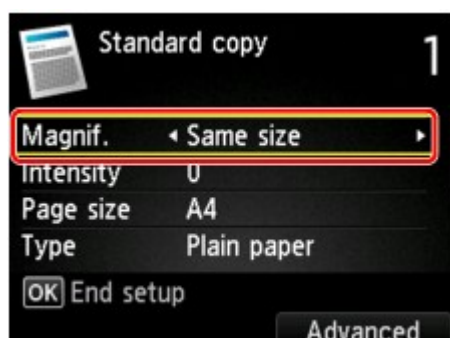 Standard copy 1
Magnif. Same size
Intensity 0
Page size A4
Type Plain paper
OK End setup
Advanced